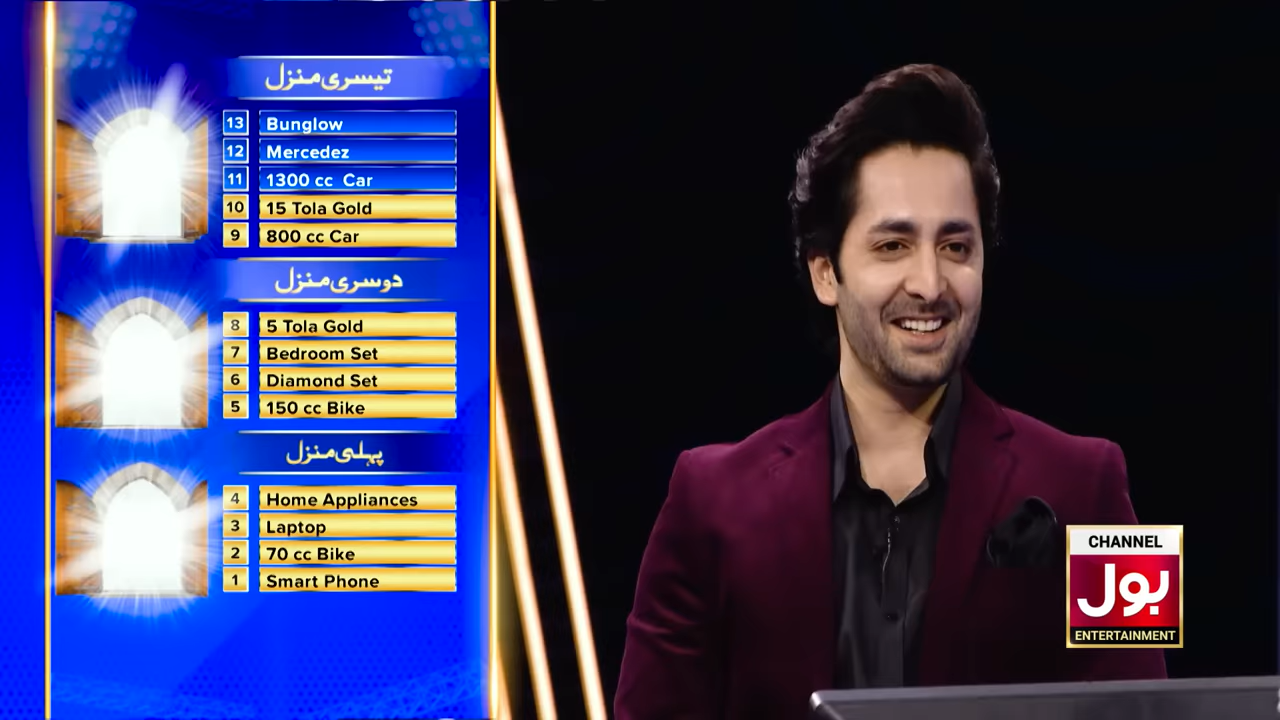 تیسری منزل
13 Bunglow
12 Mercedez
11 1300 cc Car
10 15 Tola Gold
9 800 cc Car
دوسری منزل
8 5 Tola Gold
7 Bedroom Set
6 Diamond Set
5 150 cc Bike
پہلی منزل
4 Home Appliances
3 Laptop
2 70 cc Bike
1 Smart Phone
CHANNEL
بول
ENTERTAINMENT